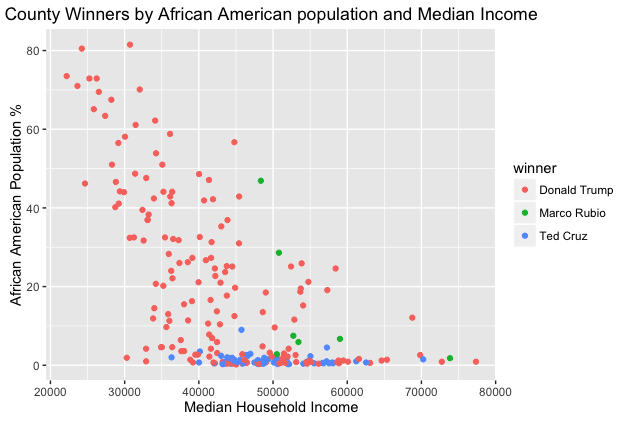 County Winners by African American population and Median Income
African American Population %
80
60
40
20
0
20000 30000 40000 50000 60000 70000 80000
Median Household Income
winner
Donald Trump
Marco Rubio
Ted Cruz